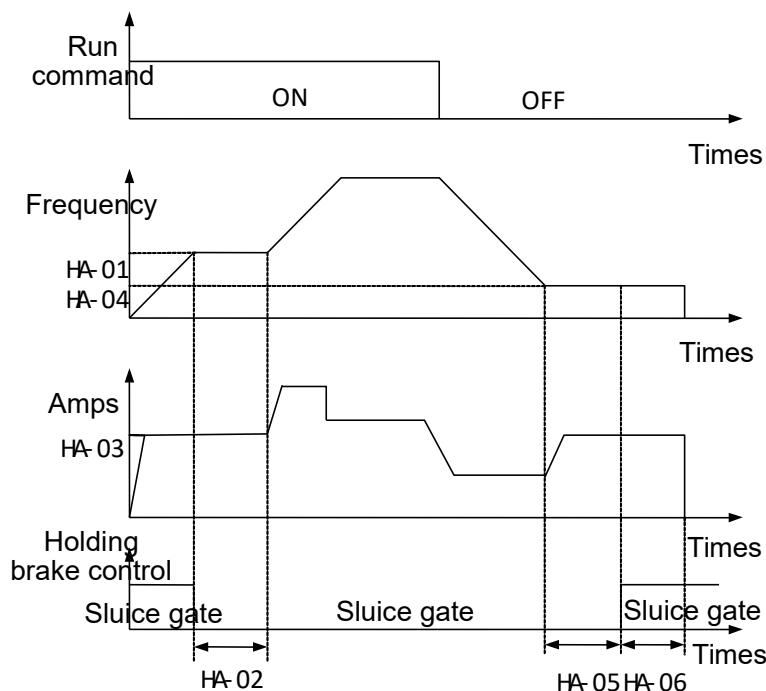 Run
command
ON
OFF
Times
Frequency
HA-01
HA-04
Times
Amps
HA-03
Times
Holding
brake control
Sluice gate
Sluice gate
Sluice gate
Times
HA-02
HA-05 HA-06